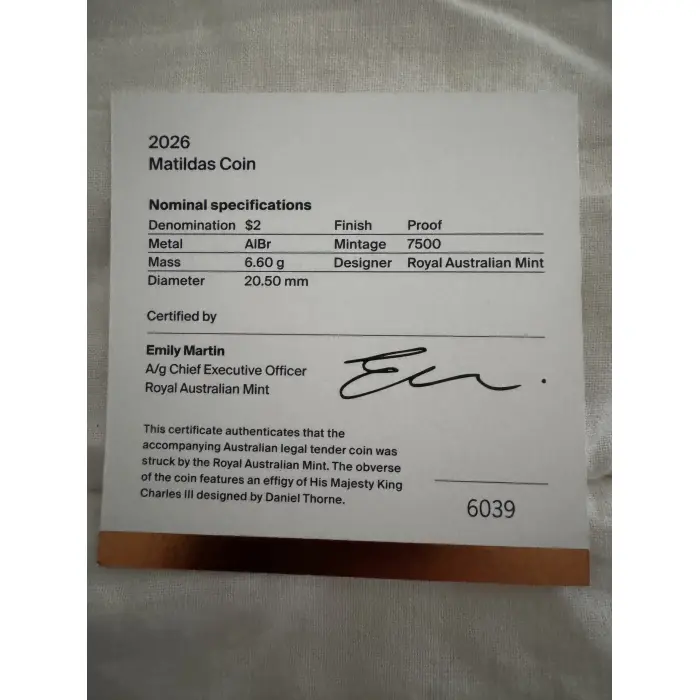 2026
Matildas Coin
Nominal specifications
Denomination $2 Finish Proof
Metal AlBr Mintage 7500
Mass 6.60 g Designer Royal Australian Mint
Diameter 20.50 mm
Certified by
Emily Martin
A/g Chief Executive Officer
Royal Australian Mint
This certificate authenticates that the
accompanying Australian legal tender coin was
struck by the Royal Australian Mint. The obverse
of the coin features an effigy of His Majesty King
Charles III designed by Daniel Thorne.
6039